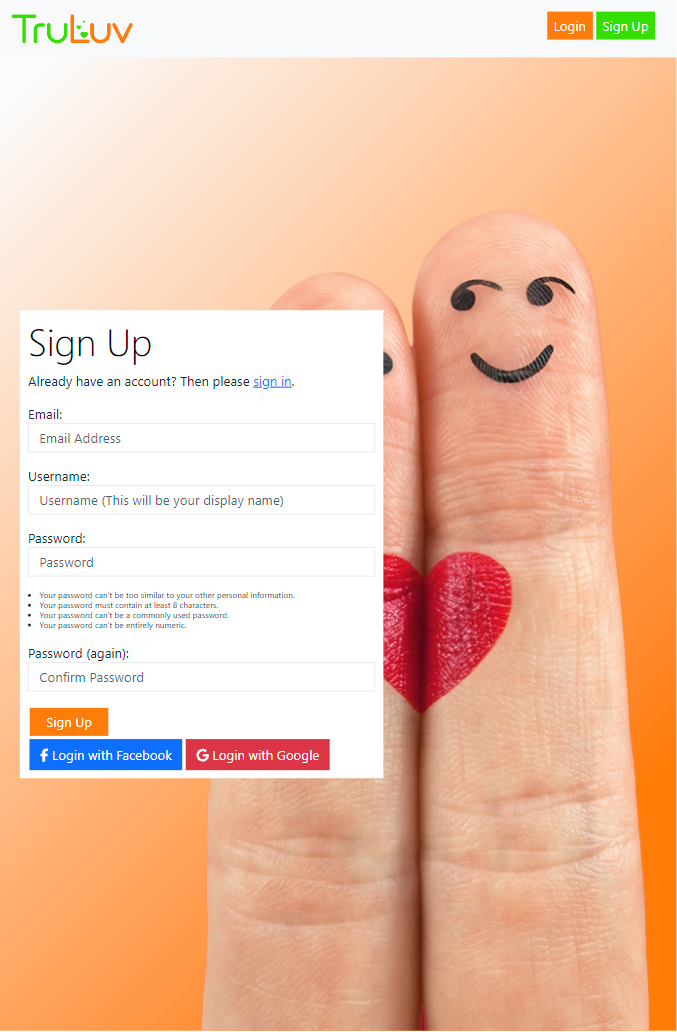 TruLuv
Login Sign Up
Sign Up
Already have an account? Then please sign in.
Email:
Email Address
Username:
Username (This will be your display name)
Password:
Password
Your password can't be too similar to your other personal information.
Your password must contain at least 8 characters.
Your password can't be a commonly used password.
Your password can't be entirely numeric.
Password (again):
Confirm Password
Sign Up
Login with Facebook Login with Google